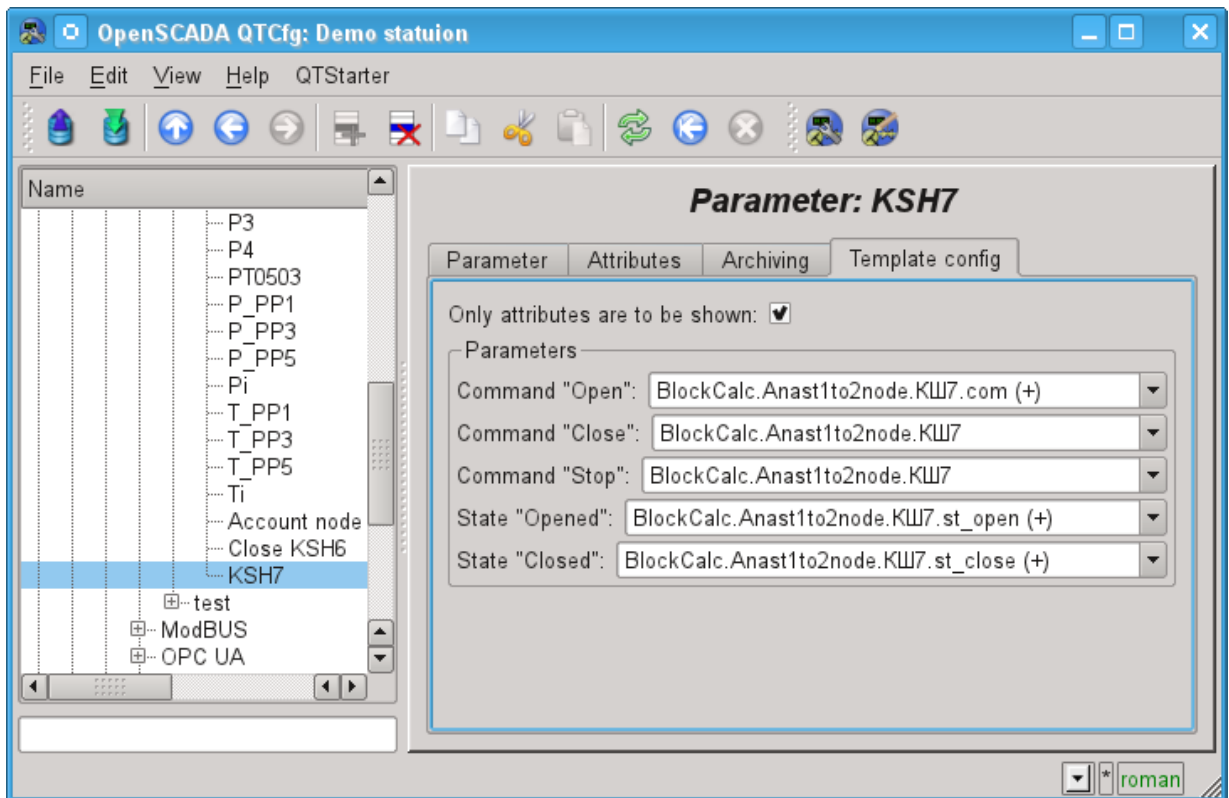 OpenSCADA QTCfg: Demo statuion
File Edit View Help QTStarter
Name
P3
P4
PT0503
P_PP1
P_PP3
P_PP5
Pi
T_PP1
T_PP3
T_PP5
Ti
Account node
Close KSH6
KSH7
test
ModBUS
OPC UA
Parameter: KSH7
Parameter Attributes Archiving Template config
Only attributes are to be shown:
Parameters
Command "Open": BlockCalc.Anast1to2node.КШ7.com (+)
Command "Close": BlockCalc.Anast1to2node.КШ7
Command "Stop": BlockCalc.Anast1to2node.КШ7
State "Opened": BlockCalc.Anast1to2node.КШ7.st_open (+)
State "Closed": BlockCalc.Anast1to2node.КШ7.st_close (+)
* roman